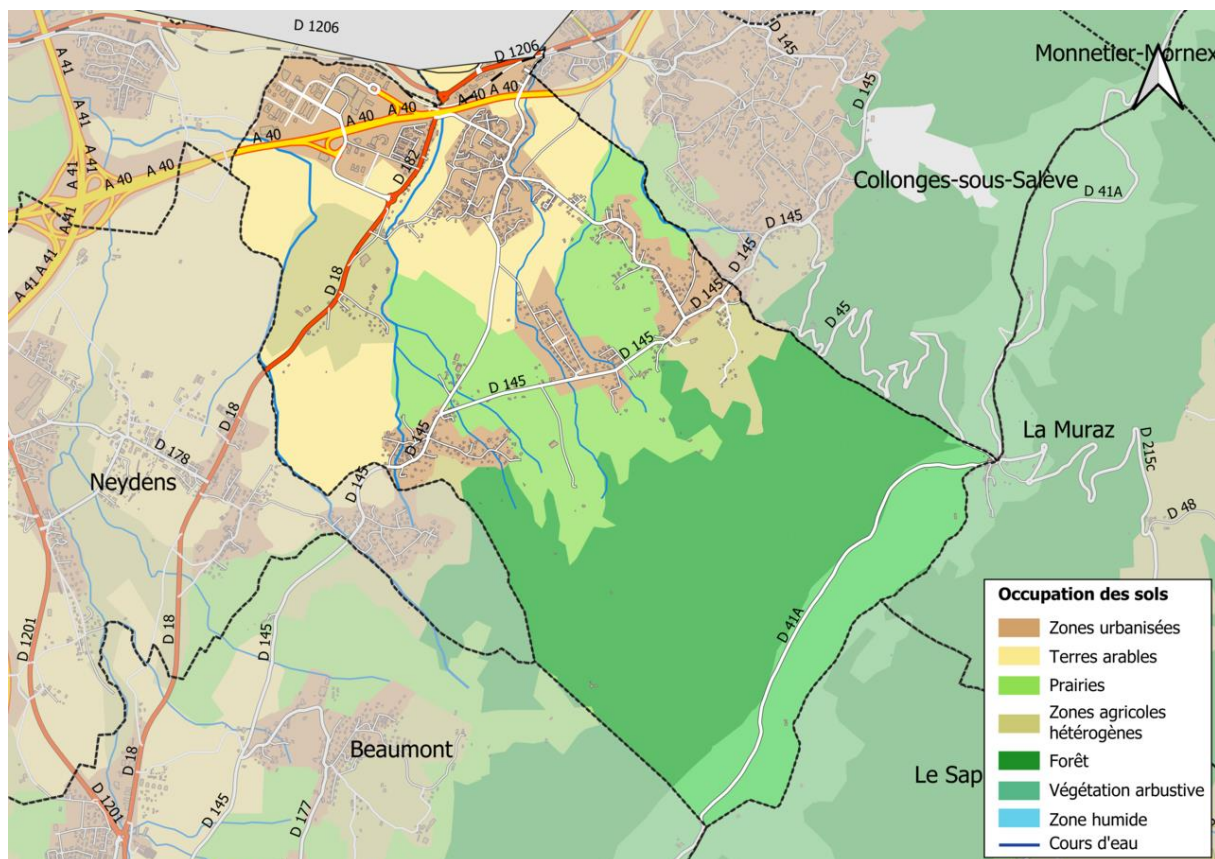 D 1206
A 41
D 1206
D 145
Monnetier-Mornex
A 41
A 40
A 40
A 40
A 40
D 145
A 41
A 41
A 40
A 40
A 40
D 182
Collonges-sous-Salève
D 41A
D 145
D 145
A 41
A 41
D 18
D 145
D 45
D 145
D 145
D 18
D 145
La Muraz
D 215c
D 178
D 145
Neydens
D 145
D 48
D 41A
D 1201
D 18
D 145
Beaumont
D 18
Le Sap
D 1201
D 145
D 177
Occupation des sols
Zones urbanisées
Terres arables
Prairies
Zones agricoles
hétérogènes
Forêt
Végétation arbustive
Zone humide
Cours d'eau